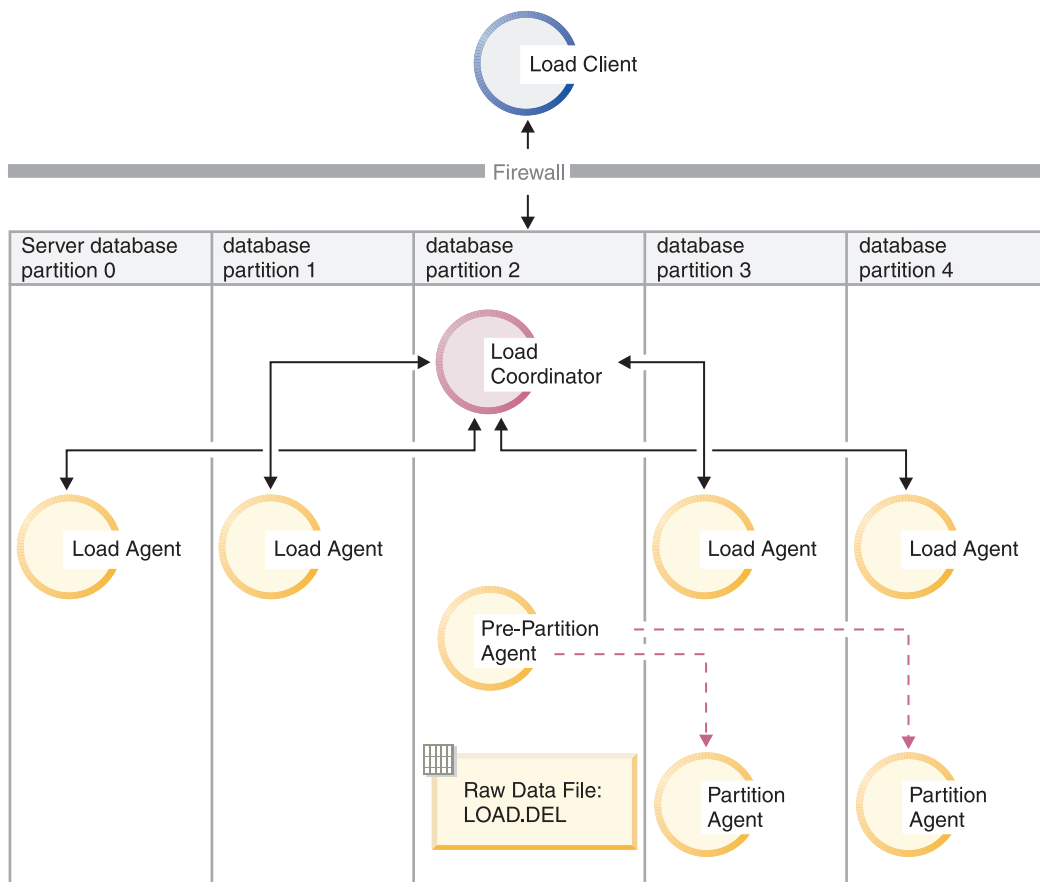 Load Client
Firewall
Server database
partition 0
database
partition 1
database
partition 2
database
partition 3
database
partition 4
Load
Coordinator
Load Agent
Load Agent
Load Agent
Load Agent
Pre-Partition
Agent
Raw Data File:
LOAD.DEL
Partition
Agent
Partition
Agent